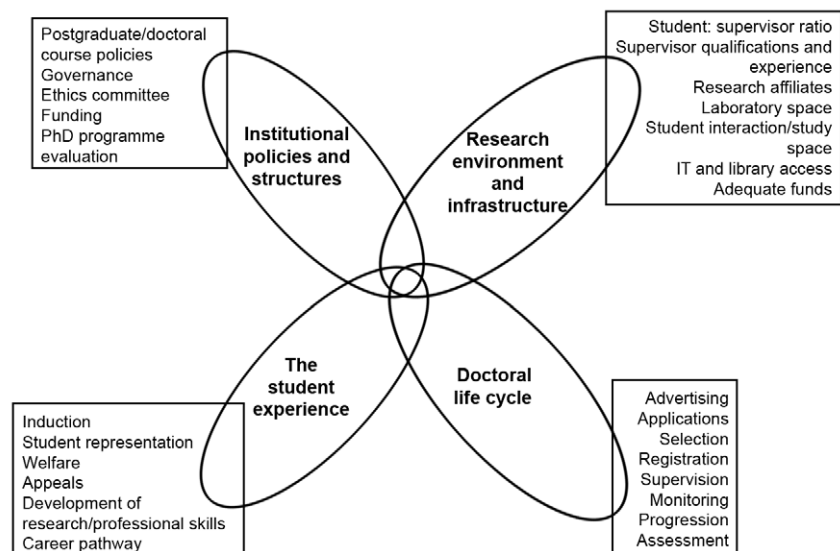 Postgraduate/doctoral
course policies
Governance
Ethics committee
Funding
PhD programme
evaluation
Institutional
policies and
structures
Student: supervisor ratio
Supervisor qualifications and
experience
Research affiliates
Laboratory space
Student interaction/study
space
IT and library access
Adequate funds
Research
environment
and
infrastructure
The
student
experience
Induction
Student representation
Welfare
Appeals
Development of
research/professional skills
Career pathway
Doctoral
life cycle
Advertising
Applications
Selection
Registration
Supervision
Monitoring
Progression
Assessment